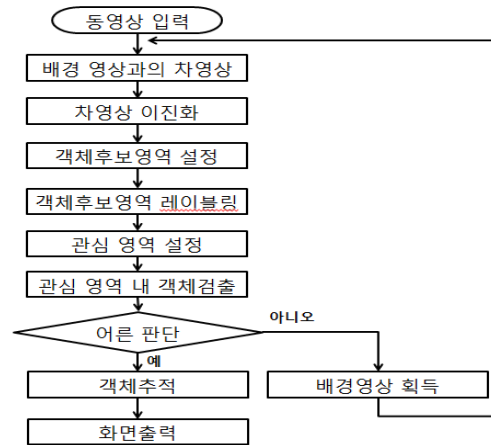 동영상 입력
배경 영상과의 차영상
차영상 이진화
객체후보영역 설정
객체후보영역 레이블링
관심 영역 설정
관심 영역 내 객체검출
어른 판단
아니오
예
객체추적
배경영상 획득
화면출력